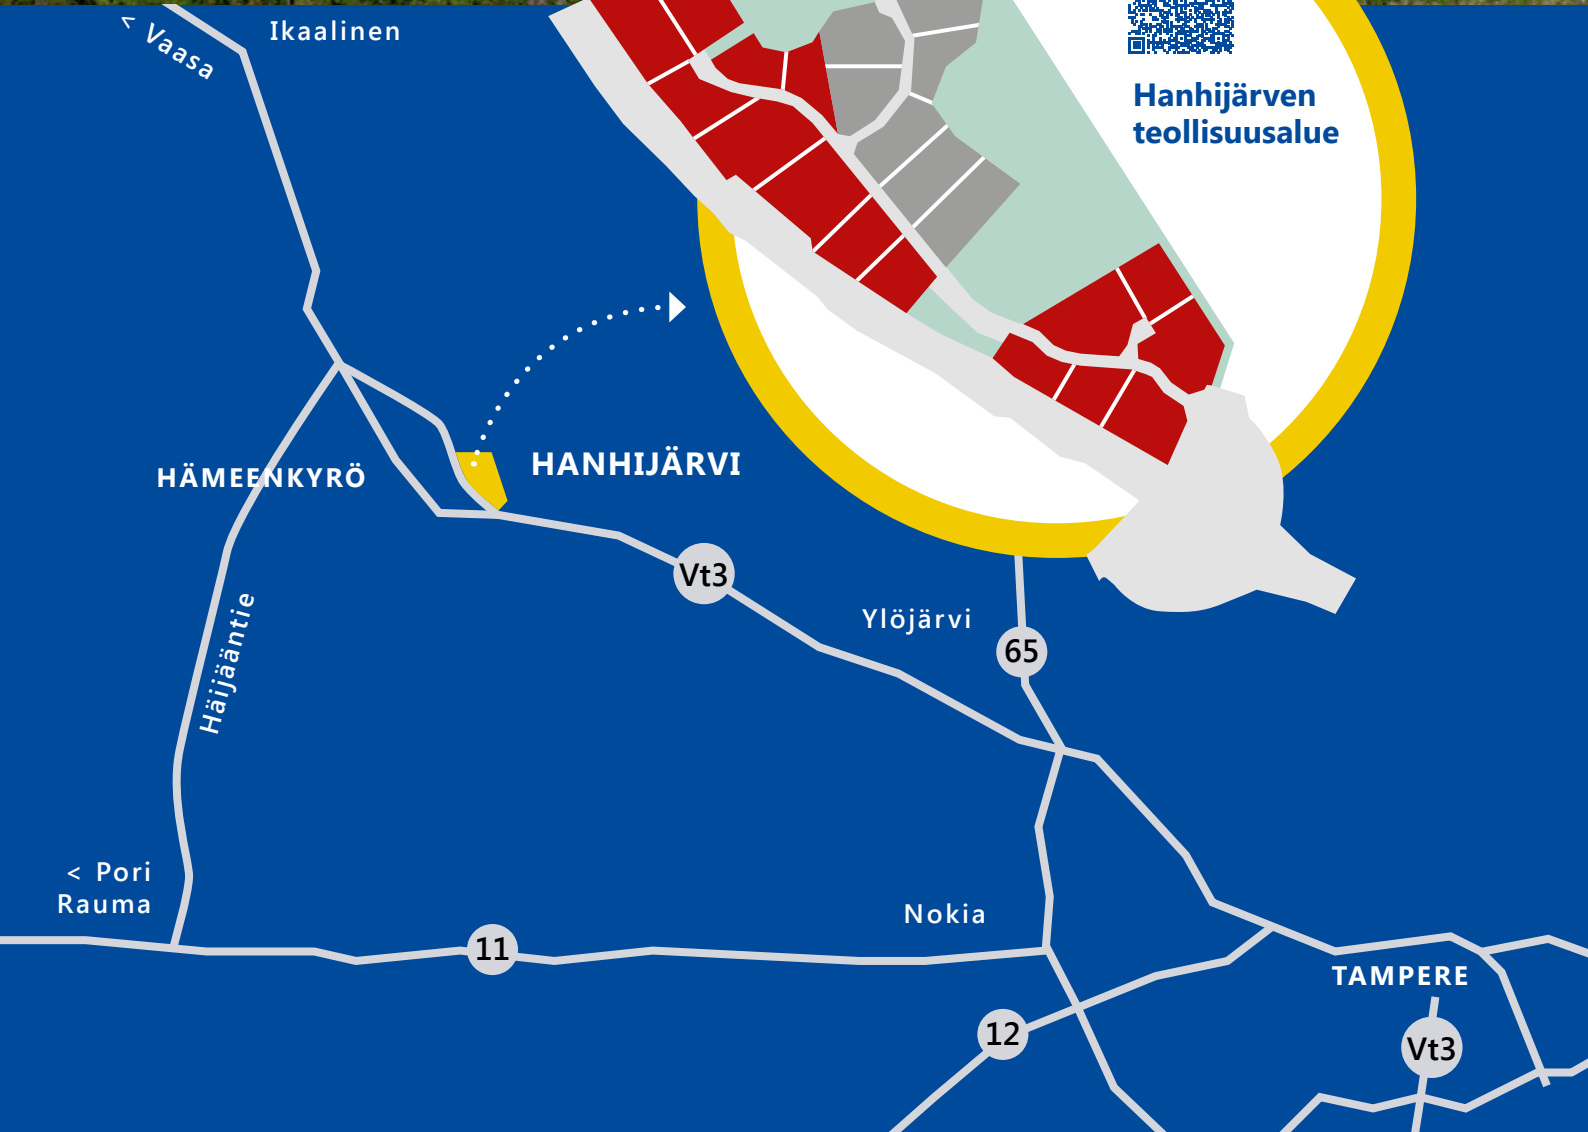 < Vaasa
Ikaalinen
Hanhijärven
teollisuusalue
HÄMEENKYRÖ
HANHIJÄRVI
Vt3
Ylöjärvi
65
Häijääntie
< Pori
Rauma
Nokia
11
TAMPERE
12
Vt3